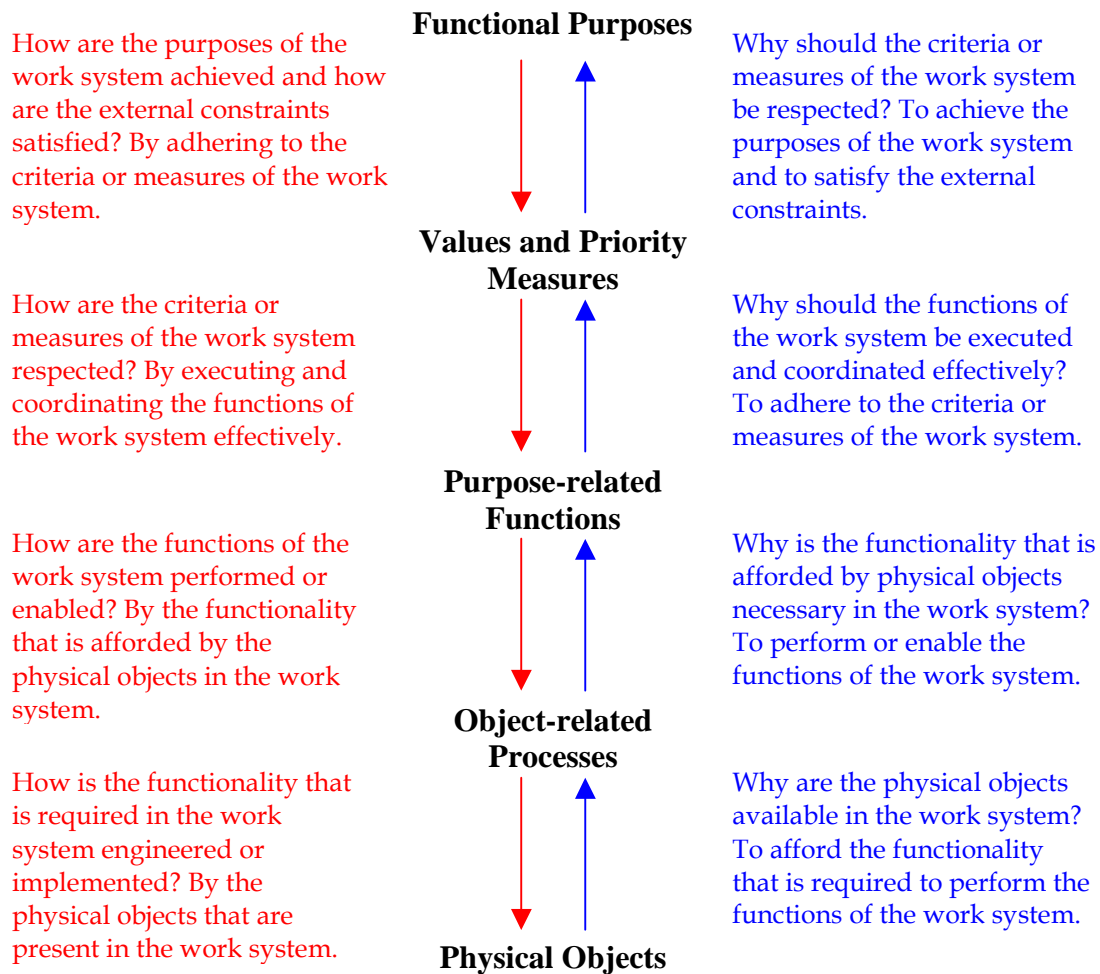 Functional Purposes
How are the purposes of the
work system achieved and how
are the external constraints
satisfied? By adhering to the
criteria or measures of the work
system.
Why should the criteria or
measures of the work system
be respected? To achieve the
purposes of the work system
and to satisfy the external
constraints.
Values and Priority
Measures
How are the criteria or
measures of the work system
respected? By executing and
coordinating the functions of
the work system effectively.
Why should the functions of
the work system be executed
and coordinated effectively?
To adhere to the criteria or
measures of the work system.
Purpose-related
Functions
How are the functions of the
work system performed or
enabled? By the functionality
that is afforded by the
physical objects in the work
system.
Why is the functionality that is
afforded by physical objects
necessary in the work system?
To perform or enable the
functions of the work system.
Object-related
Processes
How is the functionality that
is required in the work
system engineered or
implemented? By the
physical objects that are
present in the work system.
Why are the physical objects
available in the work system?
To afford the functionality
that is required to perform the
functions of the work system.
Physical Objects